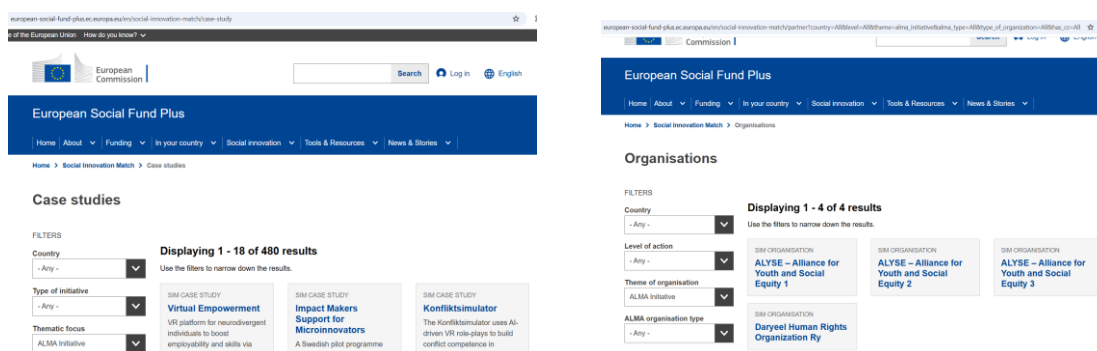 european-social-fund-plus.ec.europa.eu/en/social-innovation-match/case-study
e of the European Union How do you know?
European
Commission
Search Log in English
European Social Fund Plus
Home About Funding In your country Social innovation Tools & Resources News & Stories
Home > Social Innovation Match > Case studies
Case studies
FILTERS
Country
- Any -
Type of initiative
- Any -
Thematic focus
ALMA Initiative
Displaying 1 - 18 of 480
results
Use the filters to narrow down the results.
SIM CASE STUDY
Virtual Empowerment
VR platform for neurodivergent
individuals to boost
employability and skills via
SIM CASE STUDY
Impact Makers
Support for
Microinnovators
A Swedish pilot programme
SIM CASE STUDY
Konfliktsimulator
The Konfliktsimulator uses AI-
driven VR role-plays to build
conflict competence in
european-social-fund-plus.ec.europa.eu/en/social-innovation-match/partner?country=All&level=All&theme=alma_initiative&alma_type=All&type_of_organisation=All&has_cs=All
Commission
European Social Fund Plus
Home About Funding In your country Social innovation Tools & Resources News & Stories
Home > Social Innovation Match > Organisations
Organisations
FILTERS
Country
- Any -
Level of action
- Any -
Theme of organisation
ALMA Initiative
ALMA organisation type
- Any -
Displaying 1 - 4 of 4 results
Use the filters to narrow down the results.
SIM ORGANISATION
ALYSE – Alliance for
Youth and Social
Equity 1
SIM ORGANISATION
ALYSE – Alliance for
Youth and Social
Equity 2
SIM ORGANISATION
ALYSE – Alliance for
Youth and Social
Equity 3
SIM ORGANISATION
Daryeel Human Rights
Organization Ry